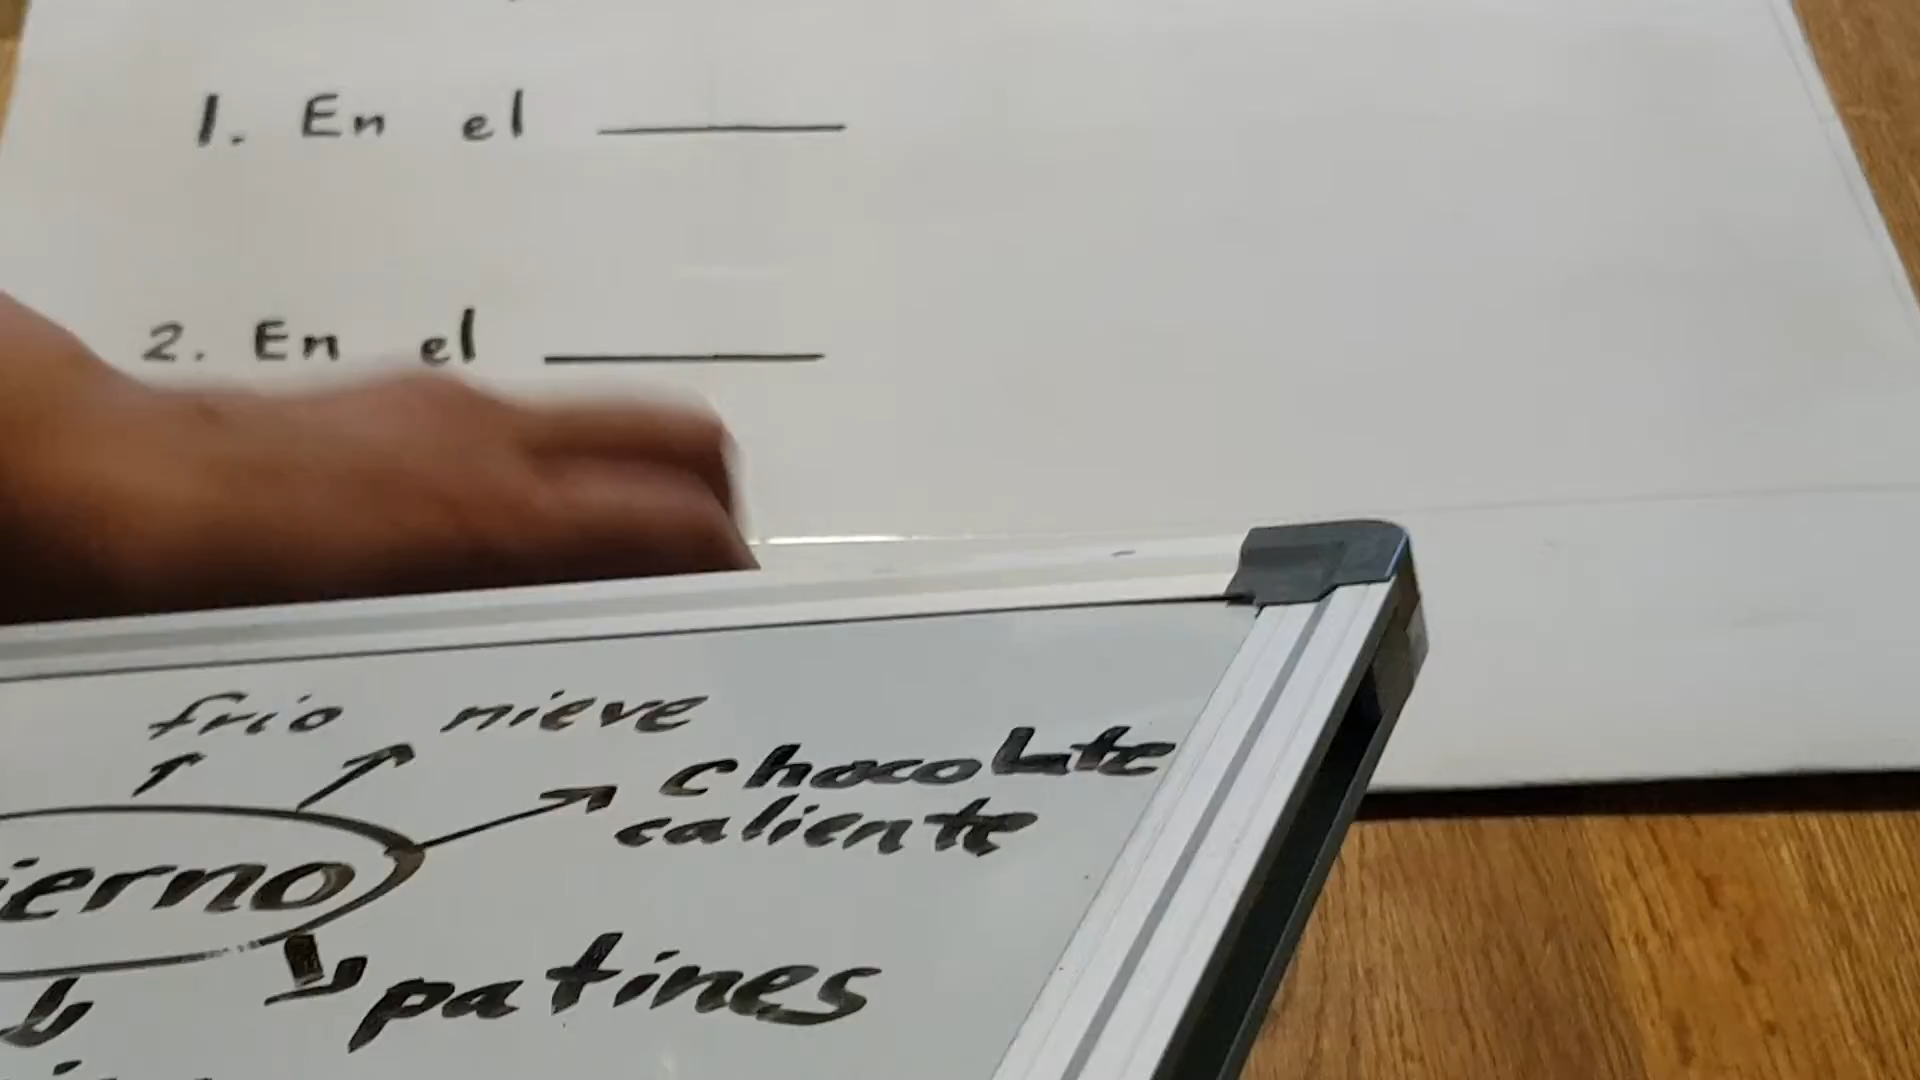 1. En el
2. En el
frio nieve
chocolate
caliente
ierno
patines